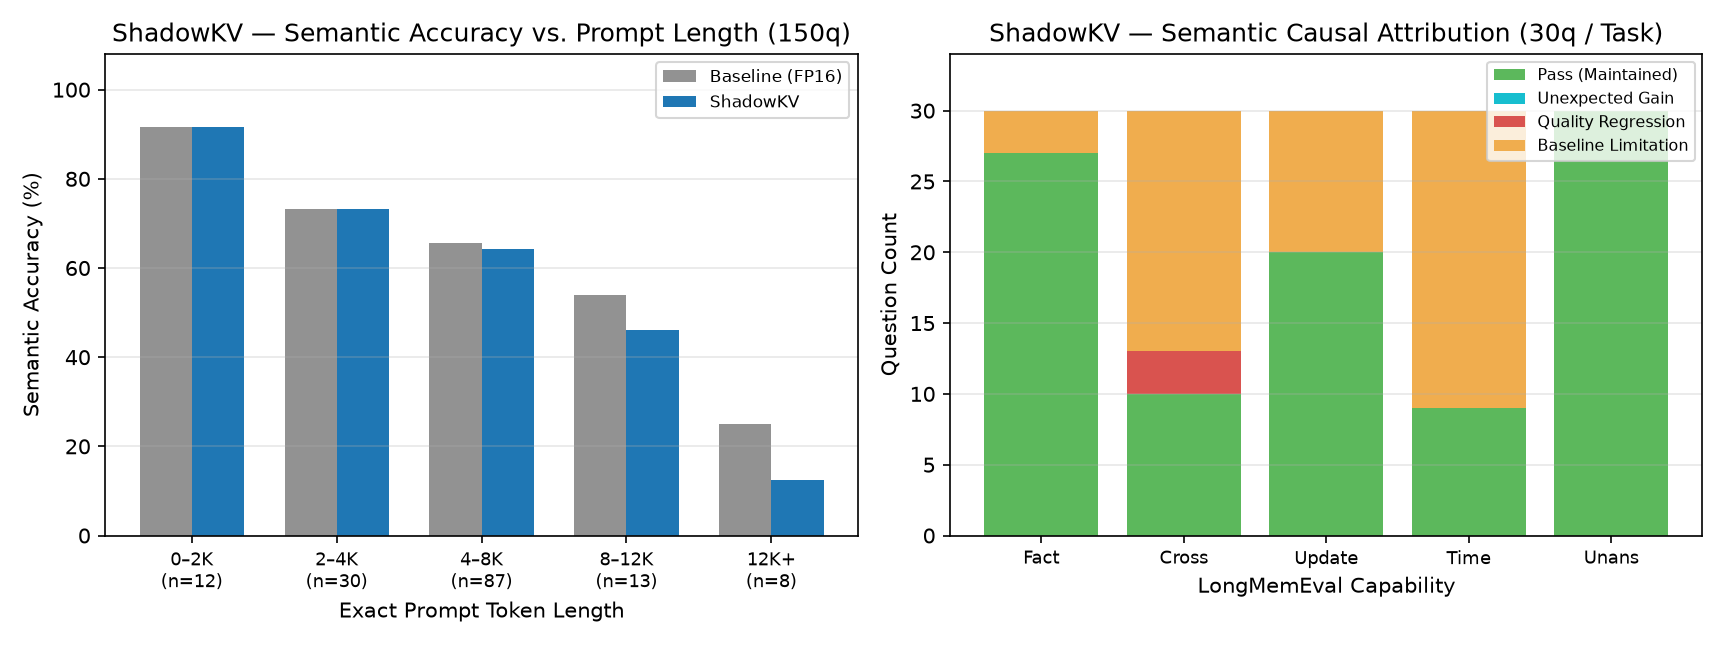 ShadowKV — Semantic Accuracy vs. Prompt Length (150q)
Baseline (FP16)
ShadowKV
Semantic Accuracy (%)
100
80
60
40
20
0
0–2K
(n=12)
2–4K
(n=30)
4–8K
(n=87)
8–12K
(n=13)
12K+
(n=8)
Exact Prompt Token Length
ShadowKV — Semantic Causal Attribution (30q / Task)
Pass (Maintained)
Unexpected Gain
Quality Regression
Baseline Limitation
Question Count
30
25
20
15
10
5
0
Fact
Cross
Update
Time
Unans
LongMemEval Capability